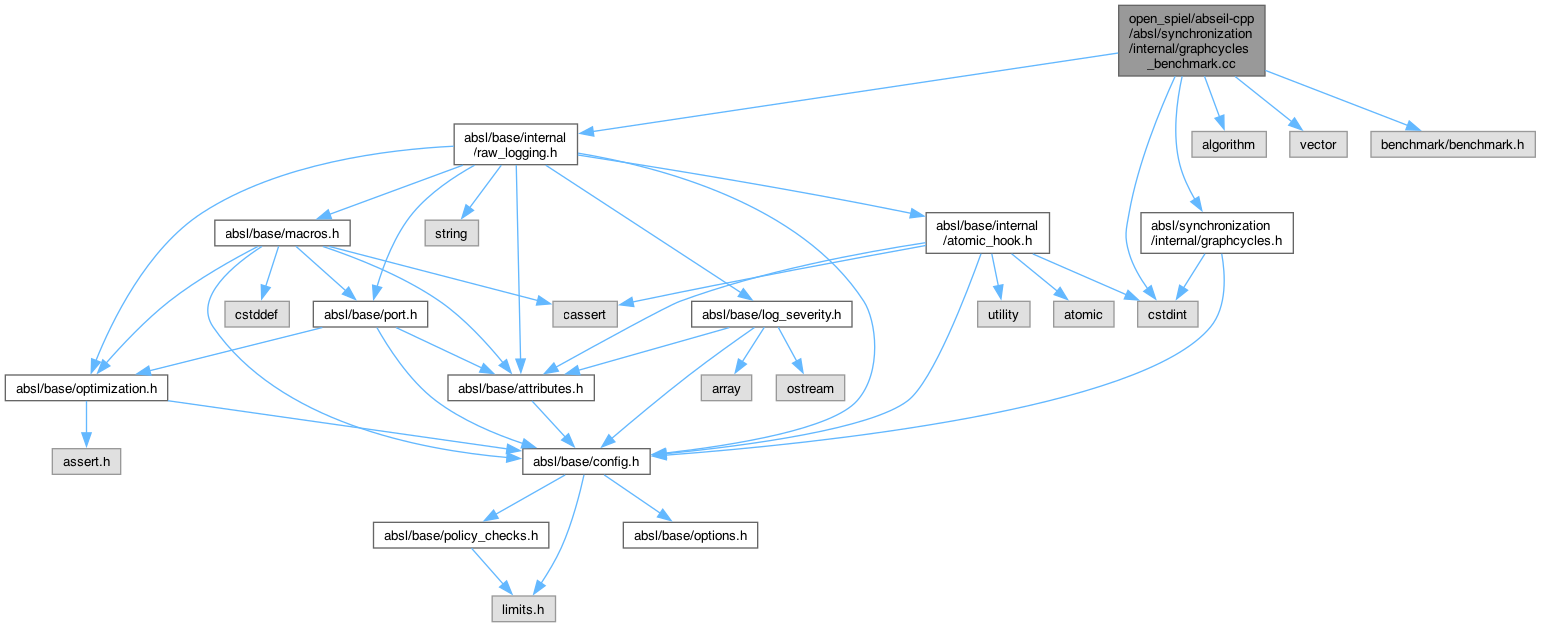 open_spiel/abseil-cpp
/absl/synchronization
/internal/graphcycles
_benchmark.cc
absl/base/internal
/raw_logging.h
algorithm
vector
benchmark/benchmark.h
absl/base/macros.h
string
absl/base/internal
/atomic_hook.h
absl/synchronization
/internal/graphcycles.h
cstddef
absl/base/port.h
cassert
absl/base/log_severity.h
utility
atomic
cstdint
absl/base/optimization.h
absl/base/attributes.h
array
ostream
assert.h
absl/base/config.h
absl/base/policy_checks.h
absl/base/options.h
limits.h